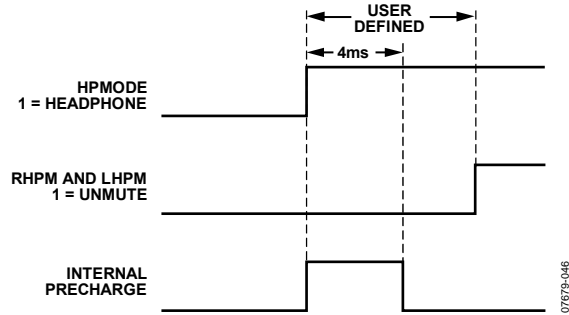 USER
DEFINED
4ms
HPMODE
1 = HEADPHONE
RHPM AND LHPM
1 = UNMUTE
INTERNAL
PRECHARGE
07679-046